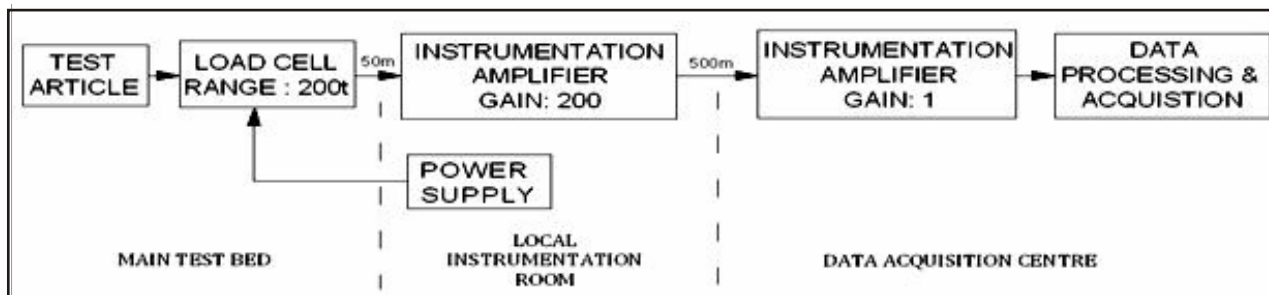 TEST
ARTICLE
LOAD CELL
RANGE : 200t
50m
INSTRUMENTATION
AMPLIFIER
GAIN: 200
500m
INSTRUMENTATION
AMPLIFIER
GAIN: 1
DATA
PROCESSING &
ACQUISTION
POWER
SUPPLY
MAIN TEST BED
LOCAL
INSTRUMENTATION
ROOM
DATA ACQUISITION CENTRE